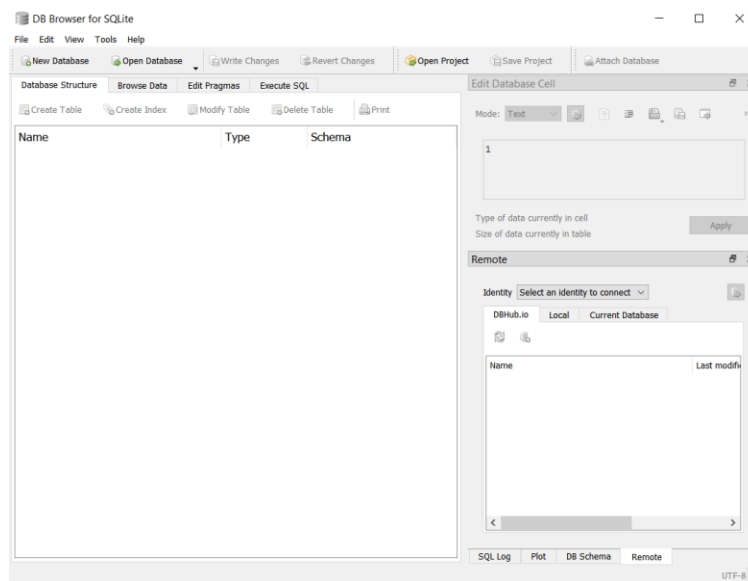 DB Browser for SQLite
File Edit View Tools Help
New Database Open Database Write Changes Revert Changes Open Project Save Project Attach Database
Database Structure Browse Data Edit Pragmas Execute SQL
Create Table Create Index Modify Table Delete Table Print
Name Type Schema
Edit Database Cell
Mode: Text
1
Type of data currently in cell
Size of data currently in table
Apply
Remote
Identity Select an identity to connect
DBHub.io Local Current Database
Name Last modifi
SQL Log Plot DB Schema Remote
UTF-8